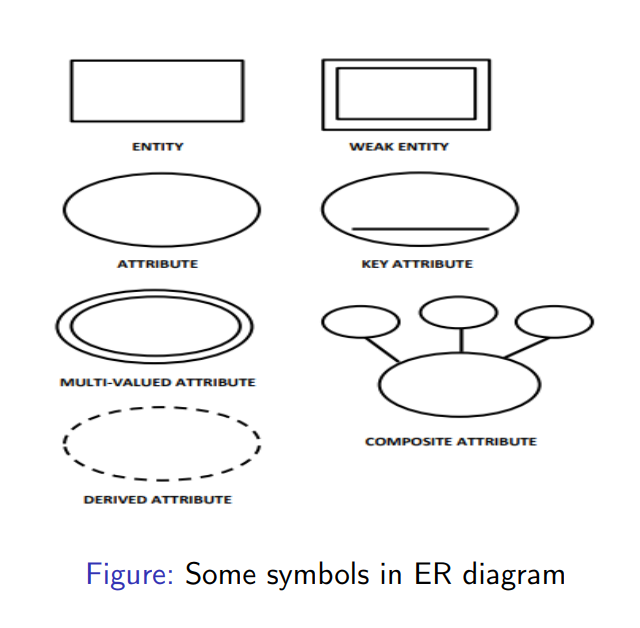 ENTITY
WEAK ENTITY
ATTRIBUTE
KEY ATTRIBUTE
MULTI-VALUED ATTRIBUTE
COMPOSITE ATTRIBUTE
DERIVED ATTRIBUTE
Figure: Some symbols in ER diagram